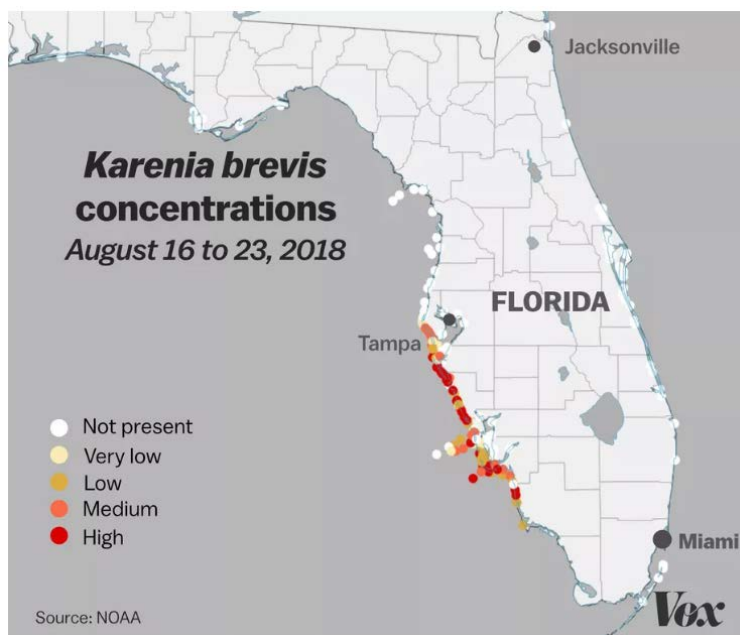 Jacksonville
Karenia brevis
concentrations
August 16 to 23, 2018
FLORIDA
Tampa
Not present
Very low
Low
Medium
High
Miami
Source: NOAA
Vox